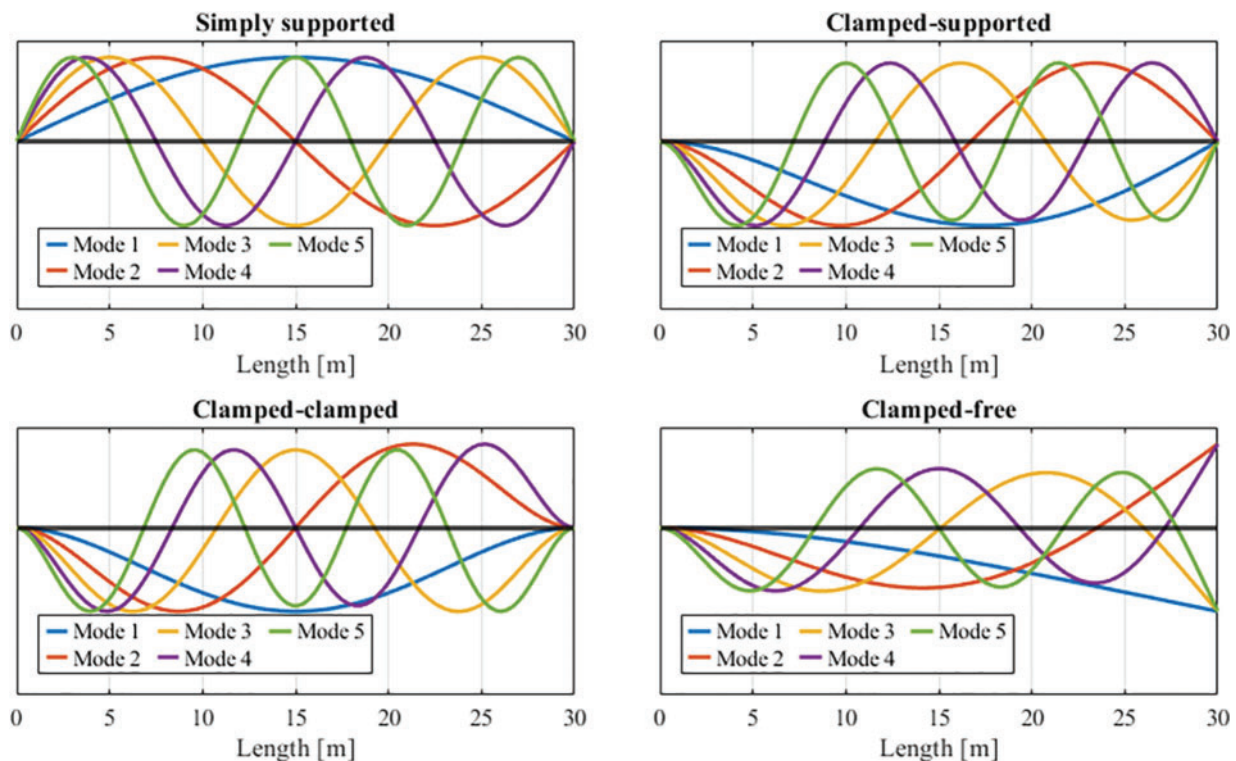 Simply supported
Mode 1 Mode 3 Mode 5
Mode 2 Mode 4
0 5 10 15 20 25 30
Length [m]
Clamped-supported
Mode 1 Mode 3 Mode 5
Mode 2 Mode 4
0 5 10 15 20 25 30
Length [m]
Clamped-clamped
Mode 1 Mode 3 Mode 5
Mode 2 Mode 4
0 5 10 15 20 25 30
Length [m]
Clamped-free
Mode 1 Mode 3 Mode 5
Mode 2 Mode 4
0 5 10 15 20 25 30
Length [m]